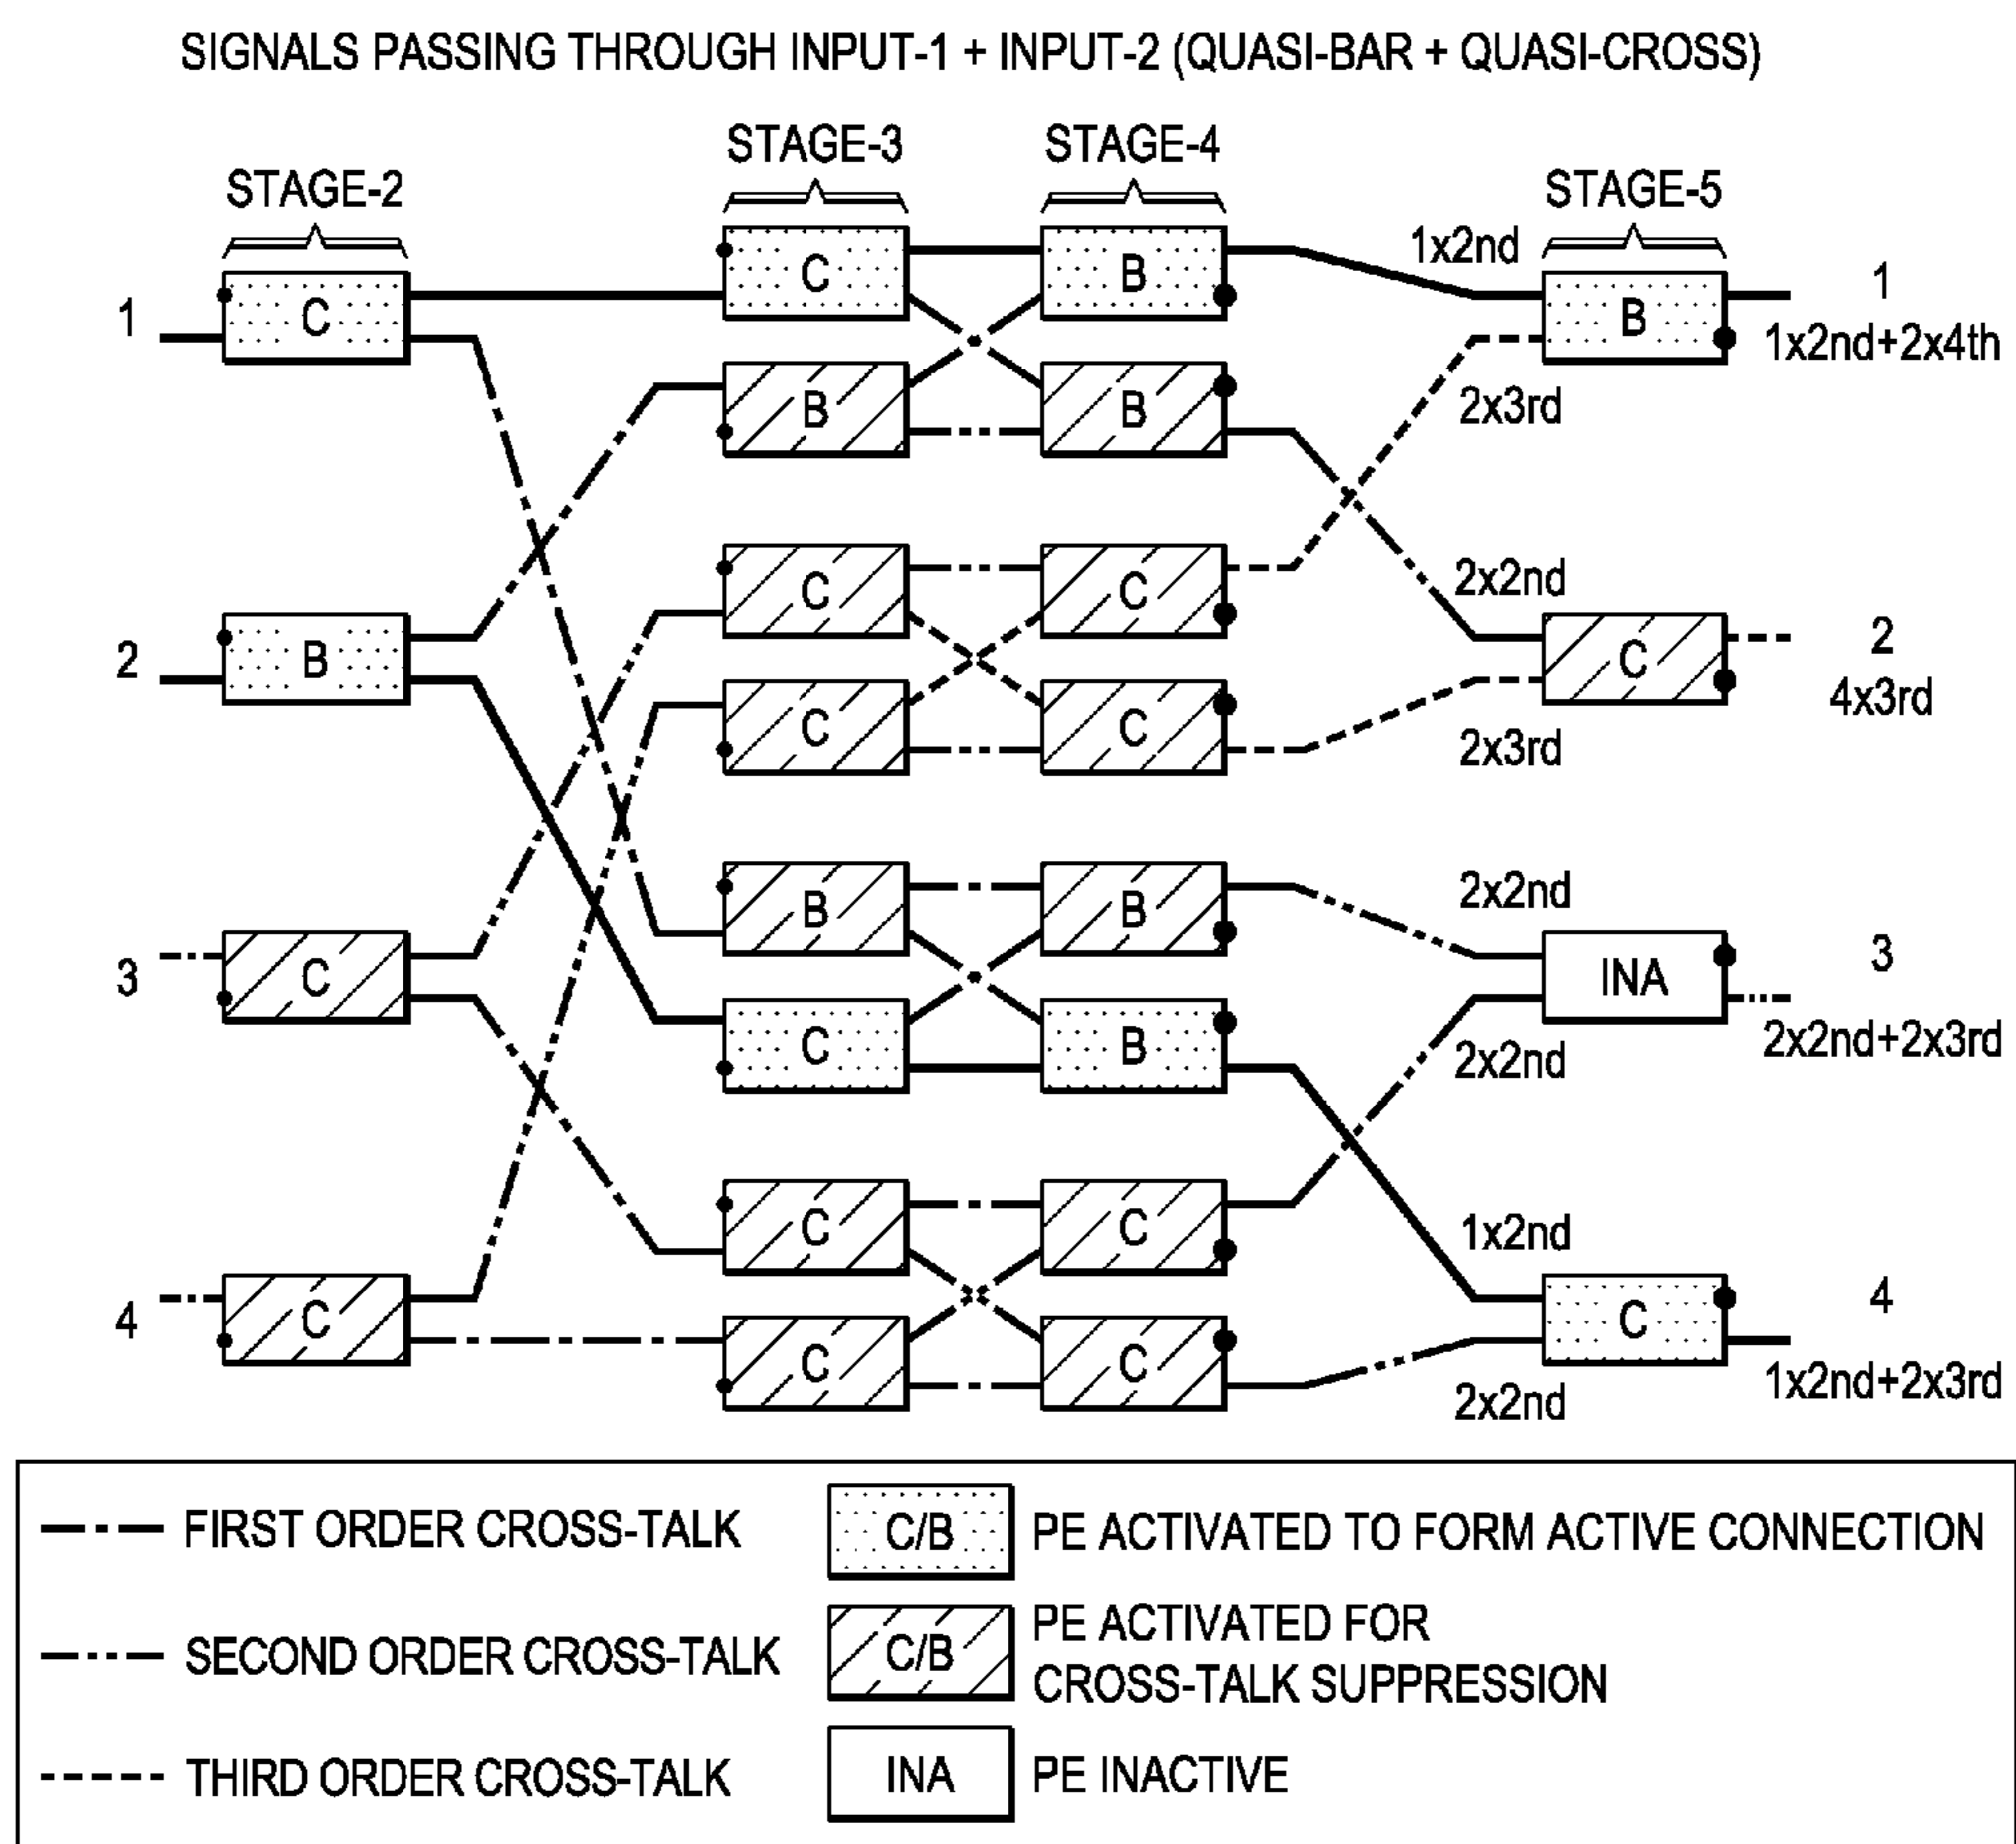 SIGNALS PASSING THROUGH INPUT-1 + INPUT-2 (QUASI-BAR + QUASI-CROSS)
STAGE-2
STAGE-3
STAGE-4
STAGE-5
1
C
C
B
1x2nd
B
1
1x2nd+2x4th
B
B
2x3rd
2
B
C
C
2x2nd
C
2
4x3rd
C
C
2x3rd
3
C
B
B
2x2nd
INA
3
2x2nd+2x3rd
C
B
2x2nd
4
C
C
C
1x2nd
C
4
1x2nd+2x3rd
C
C
2x2nd
FIRST ORDER CROSS-TALK
C/B PE ACTIVATED TO FORM ACTIVE CONNECTION
SECOND ORDER CROSS-TALK
C/B PE ACTIVATED FOR
CROSS-TALK SUPPRESSION
THIRD ORDER CROSS-TALK
INA PE INACTIVE